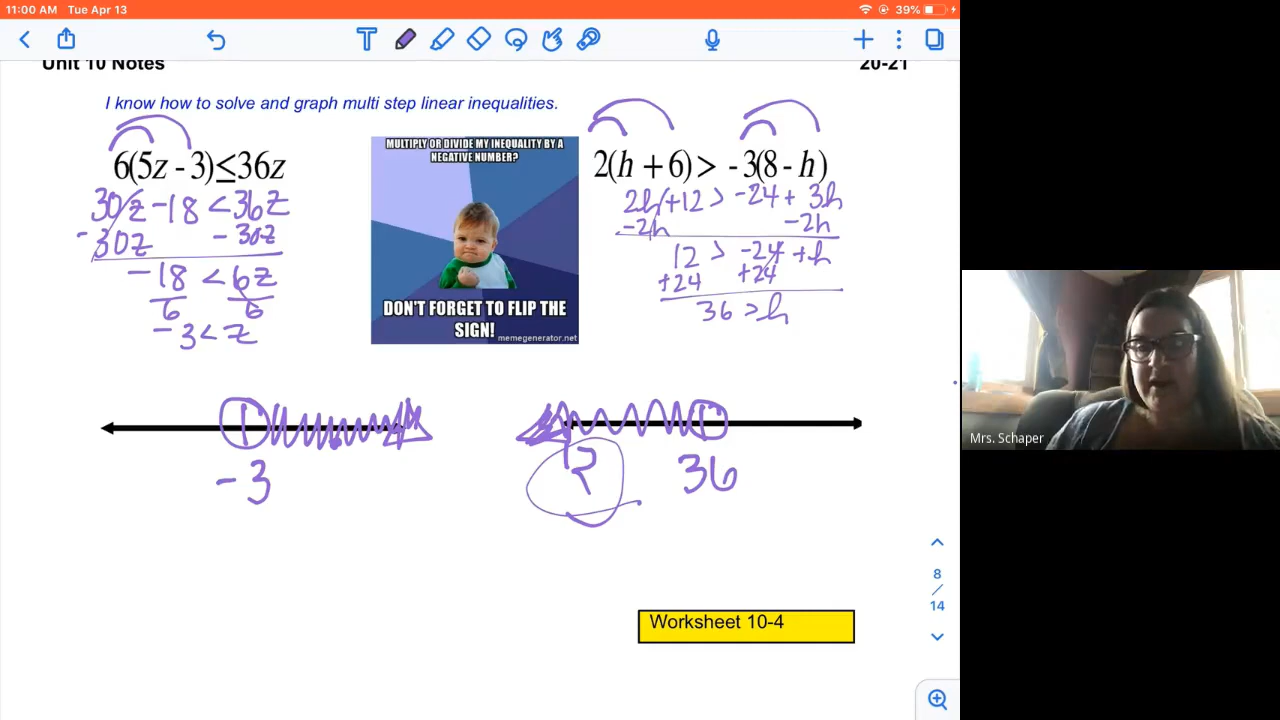 11:00 AM Tue Apr 13
39%
Unit 10 Notes
20-21
I know how to solve and graph multi step linear inequalities.
6(5z - 3)≤36z
30z -18 < 36z
-30z -30z
-18 < 6z
6 6
-3 < z
-3
MULTIPLY OR DIVIDE MY INEQUALITY BY A
NEGATIVE NUMBER?
DON'T FORGET TO FLIP THE
SIGN!
memegenerator.net
2(h + 6) > -3(8 - h)
2h +12 > -24 + 3h
-2h -2h
12 > -24 + h
+24 +24
36 > h
36
Worksheet 10-4
8
/
14
Mrs. Schaper